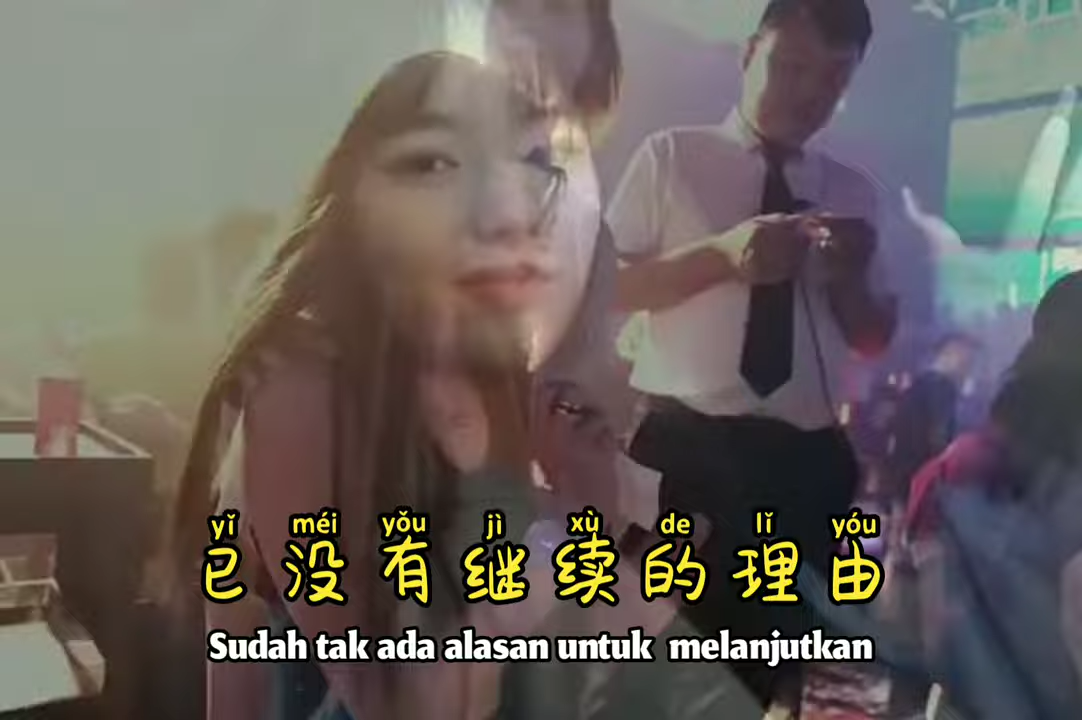 yǐ méi yǒu jì xù de lǐ yóu
已没有继续的理由
Sudah tak ada alasan untuk melanjutkan